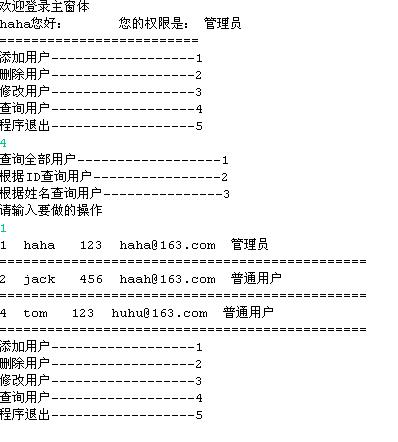 欢迎登录主窗体
haha您好:      您的权限是: 管理员
=========================
添加用户------------------1
删除用户------------------2
修改用户------------------3
查询用户------------------4
程序退出------------------5
4
查询全部用户------------------1
根据ID查询用户----------------2
根据姓名查询用户---------------3
请输入要做的操作
1
1  haha   123  haha@163.com  管理员
==============================================
2  jack   456  haah@163.com  普通用户
==============================================
4  tom   123  huhu@163.com  普通用户
==============================================
添加用户------------------1
删除用户------------------2
修改用户------------------3
查询用户------------------4
程序退出------------------5